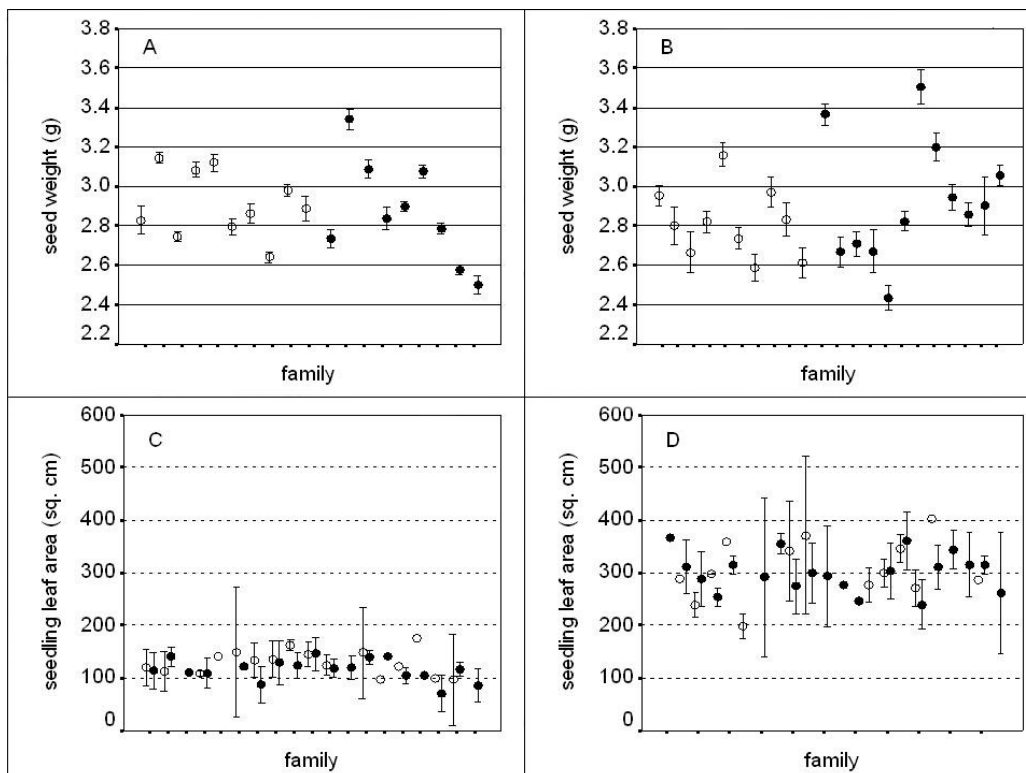 A
seed weight (g)
3.8
3.6
3.4
3.2
3.0
2.8
2.6
2.4
2.2
family
B
seed weight (g)
3.8
3.6
3.4
3.2
3.0
2.8
2.6
2.4
2.2
family
C
seedling leaf area (sq. cm)
600
500
400
300
200
100
0
family
D
seedling leaf area (sq. cm)
600
500
400
300
200
100
0
family